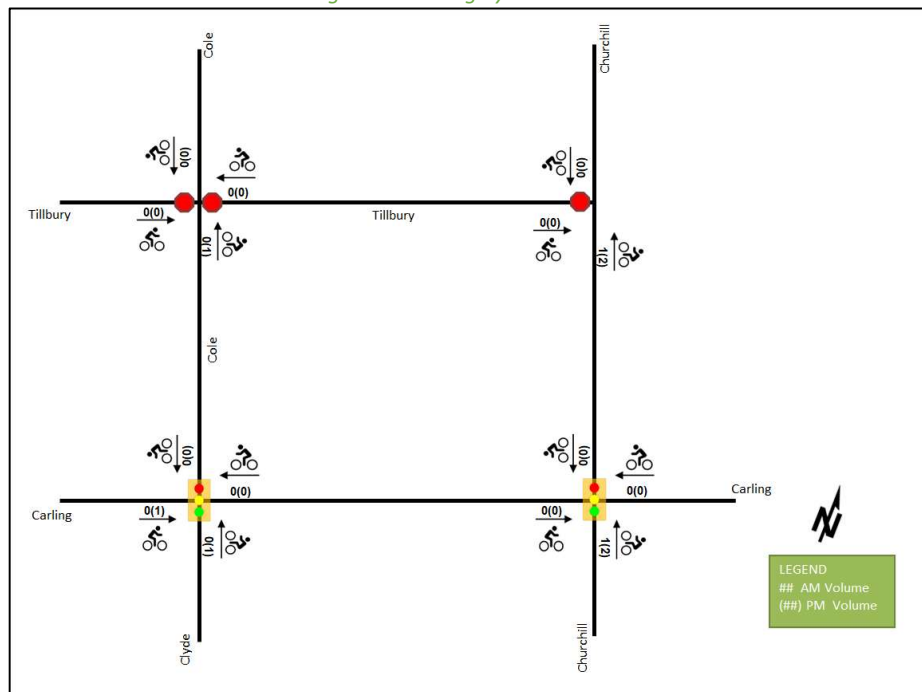 Cole
Churchill
0(0)
0(0)
0(0)
0(0)
Tillbury
0(0)
Tillbury
0(0)
0(1)
1(2)
Cole
0(0)
0(0)
0(0)
0(0)
Carling
Carling
0(1)
0(0)
0(1)
1(2)
Clyde
Churchill
N
LEGEND
## AM Volume
(##) PM Volume